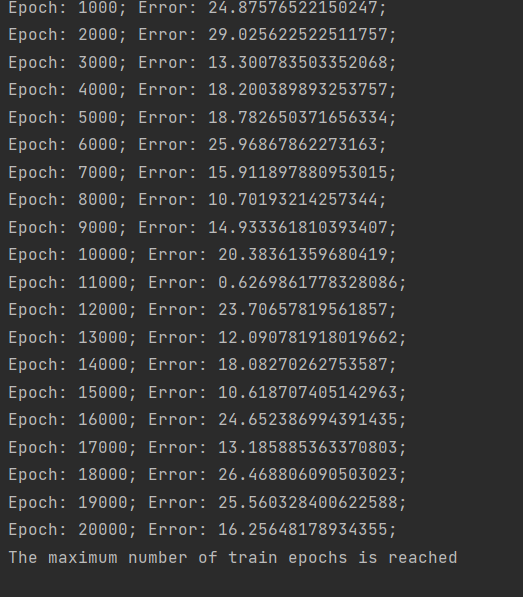 Epoch: 1000; Error: 24.87576522150247;
Epoch: 2000; Error: 29.025622522511757;
Epoch: 3000; Error: 13.300783503352068;
Epoch: 4000; Error: 18.200389893253757;
Epoch: 5000; Error: 18.782650371656334;
Epoch: 6000; Error: 25.96867862273163;
Epoch: 7000; Error: 15.911897880953015;
Epoch: 8000; Error: 10.70193214257344;
Epoch: 9000; Error: 14.933361810393407;
Epoch: 10000; Error: 20.38361359680419;
Epoch: 11000; Error: 0.6269861778328086;
Epoch: 12000; Error: 23.70657819561857;
Epoch: 13000; Error: 12.090781918019662;
Epoch: 14000; Error: 18.08270262753587;
Epoch: 15000; Error: 10.618707405142963;
Epoch: 16000; Error: 24.652386994391435;
Epoch: 17000; Error: 13.185885363370803;
Epoch: 18000; Error: 26.468806090503023;
Epoch: 19000; Error: 25.560328400622588;
Epoch: 20000; Error: 16.25648178934355;
The maximum number of train epochs is reached